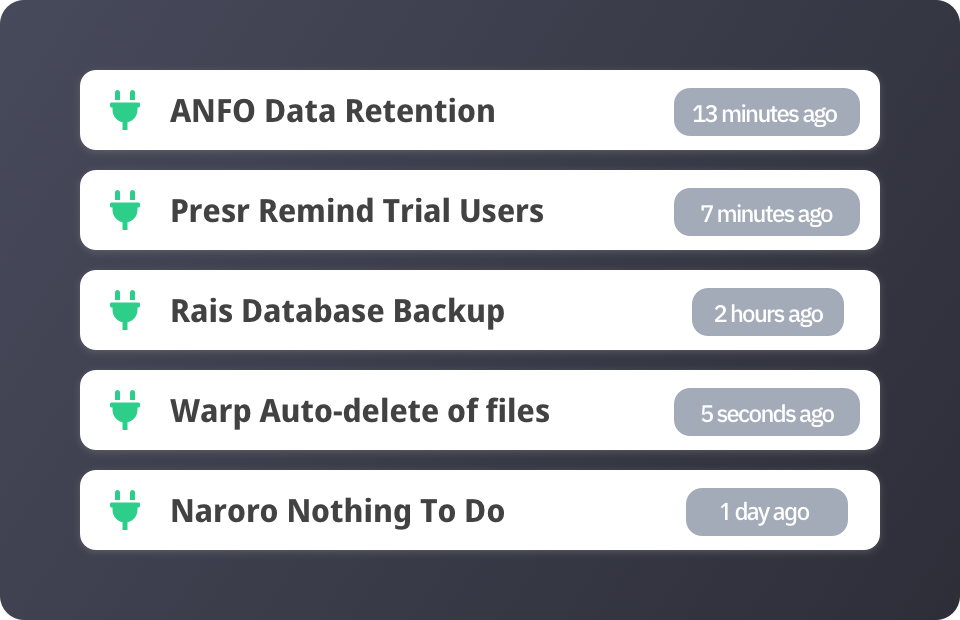 ANFO Data Retention 13 minutes ago
Presr Remind Trial Users 7 minutes ago
Rais Database Backup 2 hours ago
Warp Auto-delete of files 5 seconds ago
Naroro Nothing To Do 1 day ago